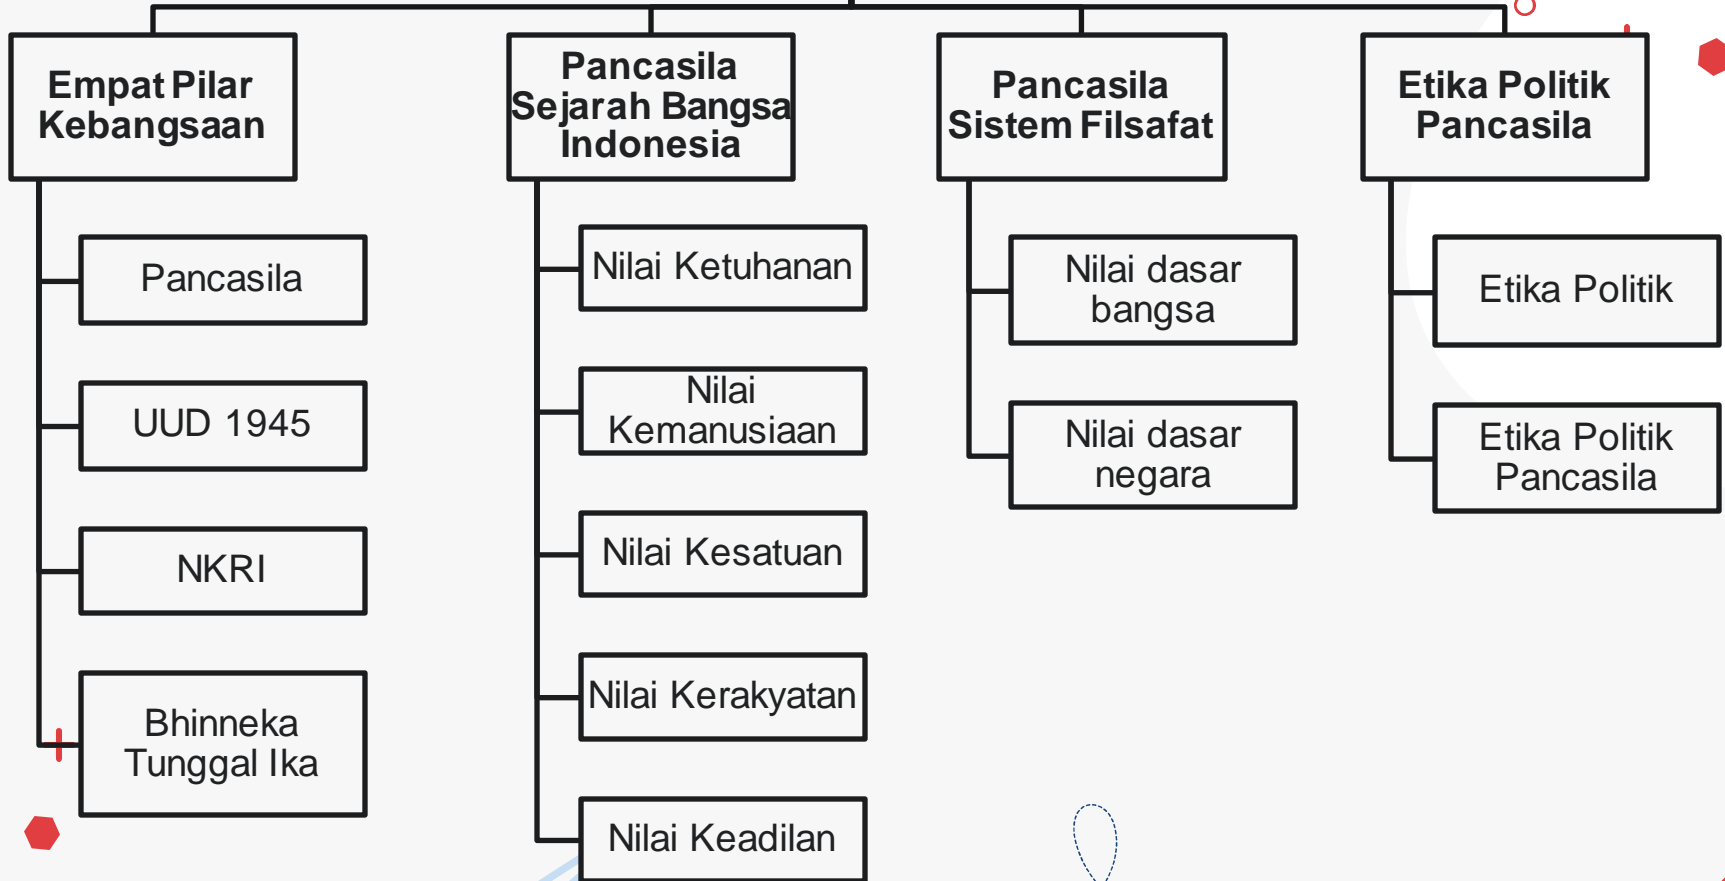 Empat Pilar
Kebangsaan
Pancasila
UUD 1945
NKRI
Bhinneka
Tunggal Ika
Pancasila
Sejarah Bangsa
Indonesia
Nilai Ketuhanan
Nilai
Kemanusiaan
Nilai Kesatuan
Nilai Kerakyatan
Nilai Keadilan
Pancasila
Sistem Filsafat
Nilai dasar
bangsa
Nilai dasar
negara
Etika Politik
Pancasila
Etika Politik
Etika Politik
Pancasila